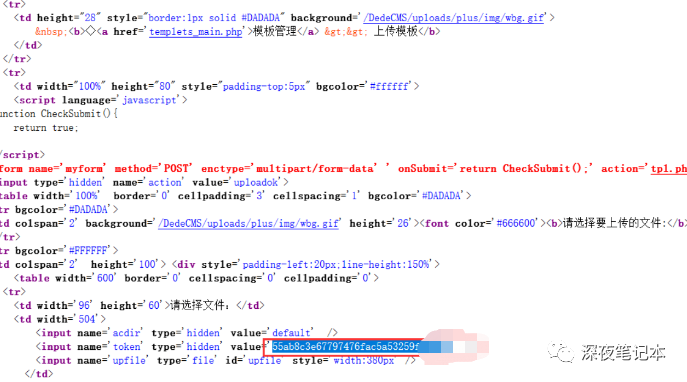 <tr>
<td height="28" style="border:1px solid #DADADA" background='/DedeCMS/uploads/plus/img/wbg.gif'>
&nbsp;<b>◇><a href='templets_main.php'>模板管理</a> &gt;&gt; 上传模板</b>
</td>
</tr>
<tr>
<td width="100%" height="80" style="padding-top:5px" bgcolor='#ffffff'>
<script language='javascript'>
unction CheckSubmit(){
return true;
/script>
form name='myform' method='POST' enctype='multipart/form-data' ' onSubmit='return CheckSubmit();' action='tpl.ph
input type='hidden' name='action' value='uploadok'>
table width='100%' border='0' cellpadding='3' cellspacing='1' bgcolor='#DADADA'>
tr bgcolor='#DADADA'>
td colspan='2' background='/DedeCMS/uploads/plus/img/wbg.gif' height='26'><font color='#666600'><b>请选择要上传的文件:</b>
/tr>
tr bgcolor='#FFFFFF'>
td colspan='2' height='100'> <div style='padding-left:20px;line-height:150%'>
<table width='600' border='0' cellspacing='0' cellpadding='0'>
<tr>
<td width='96' height='60'>请选择文件：</td>
<td width='504'>
<input name='acdir' type='hidden' value='default' />
<input name='token' type='hidden' value='55ab8c3e67797476fac5a53259f
<input name='upfile' type='file' id='upfile' style='width:380px' />
</td>
深夜笔记本